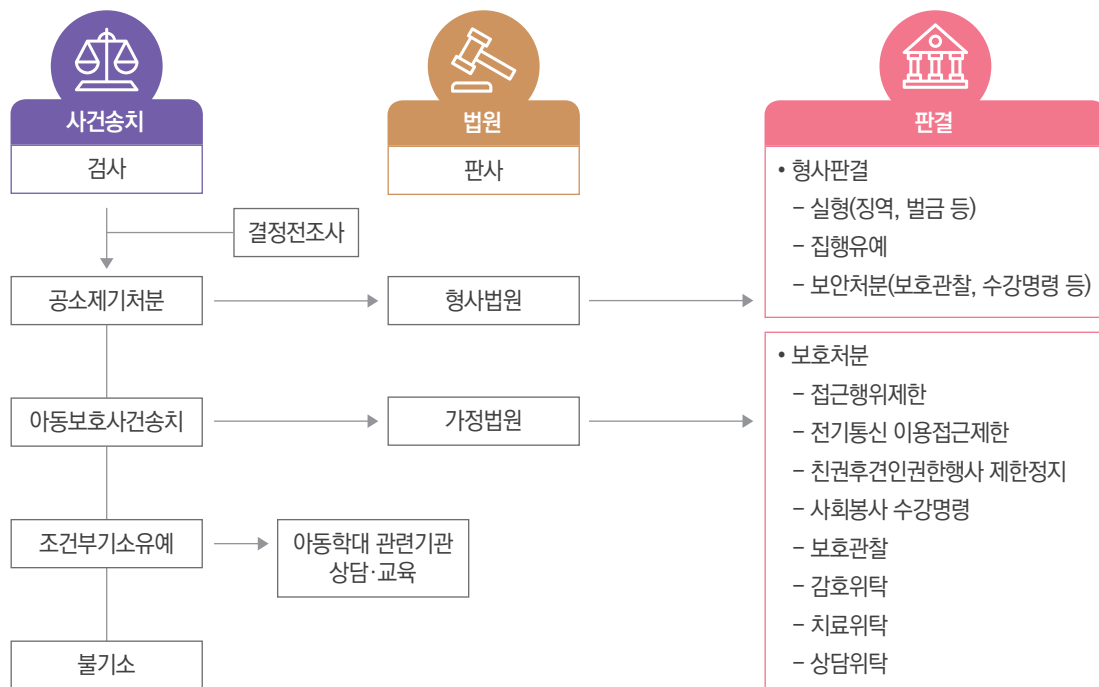 사건송치
검사
법원
판사
판결
결정전조사
공소제기처분
형사법원
• 형사판결
– 실형(징역, 벌금 등)
– 집행유예
– 보안처분(보호관찰, 수강명령 등)
아동보호사건송치
가정법원
• 보호처분
– 접근행위제한
– 전기통신 이용접근제한
– 친권후견인권한행사 제한정지
– 사회봉사 수강명령
– 보호관찰
– 감호위탁
– 치료위탁
– 상담위탁
조건부기소유예
아동학대 관련기관
상담·교육
불기소